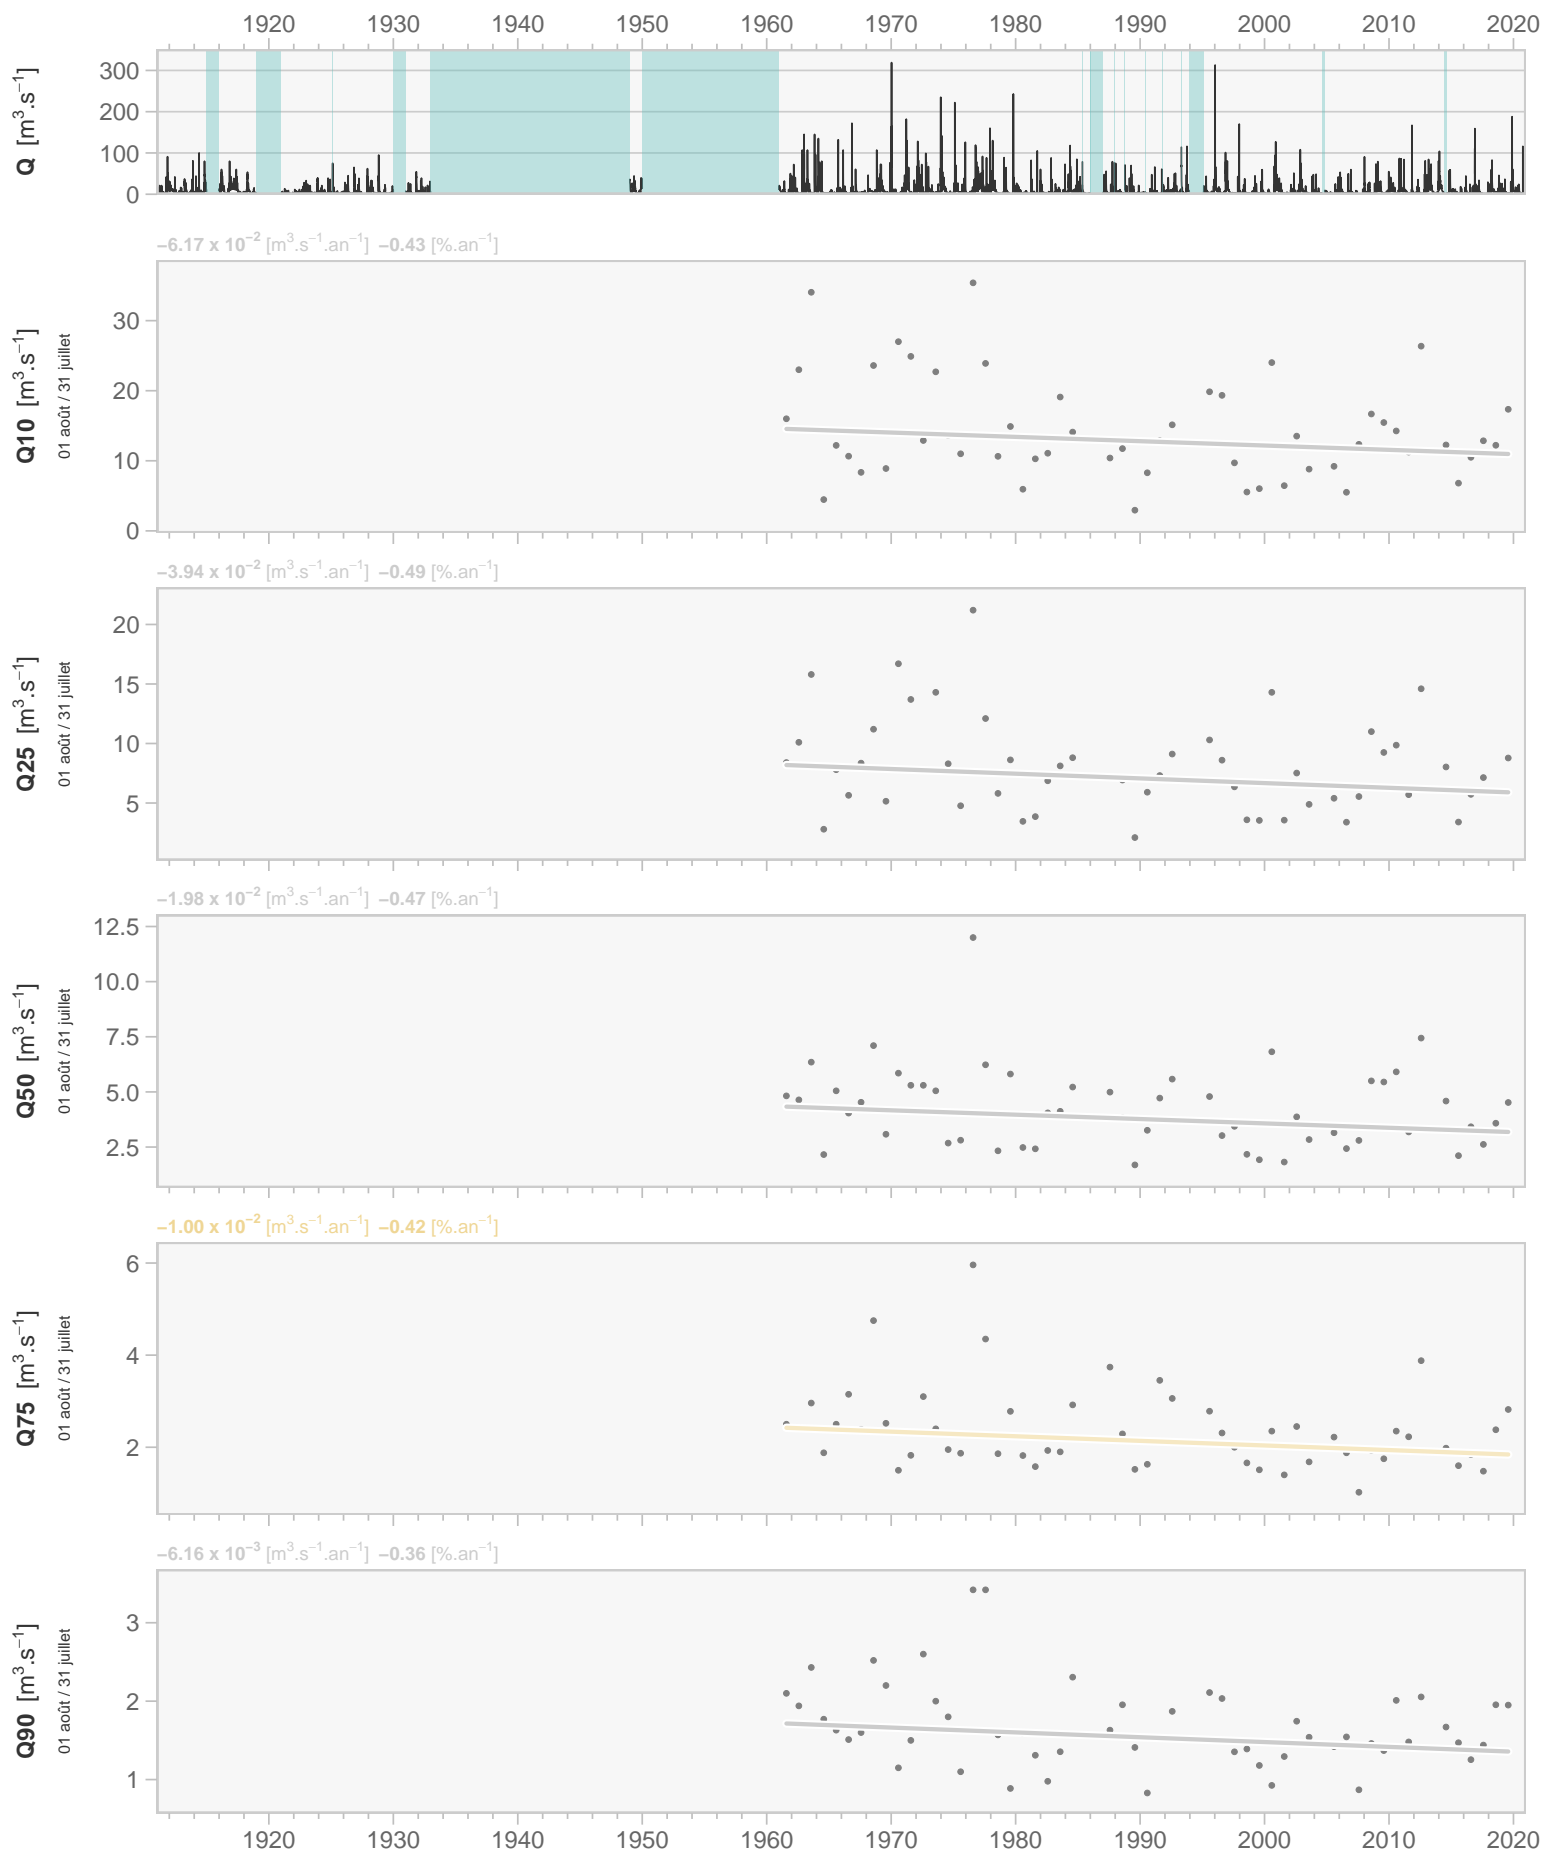 1920 1930 1940 1950 1960 1970 1980 1990 2000 2010 2020
Q [m³.s⁻¹]
300
200
100
0
−6.17 x 10⁻² [m³.s⁻¹.an⁻¹] −0.43 [%.an⁻¹]
Q10 [m³.s⁻¹]
01 août / 31 juillet
30
20
10
0
−3.94 x 10⁻² [m³.s⁻¹.an⁻¹] −0.49 [%.an⁻¹]
Q25 [m³.s⁻¹]
01 août / 31 juillet
20
15
10
5
−1.98 x 10⁻² [m³.s⁻¹.an⁻¹] −0.47 [%.an⁻¹]
Q50 [m³.s⁻¹]
01 août / 31 juillet
12.5
10.0
7.5
5.0
2.5
−1.00 x 10⁻² [m³.s⁻¹.an⁻¹] −0.42 [%.an⁻¹]
Q75 [m³.s⁻¹]
01 août / 31 juillet
6
4
2
−6.16 x 10⁻³ [m³.s⁻¹.an⁻¹] −0.36 [%.an⁻¹]
Q90 [m³.s⁻¹]
01 août / 31 juillet
3
2
1
1920 1930 1940 1950 1960 1970 1980 1990 2000 2010 2020